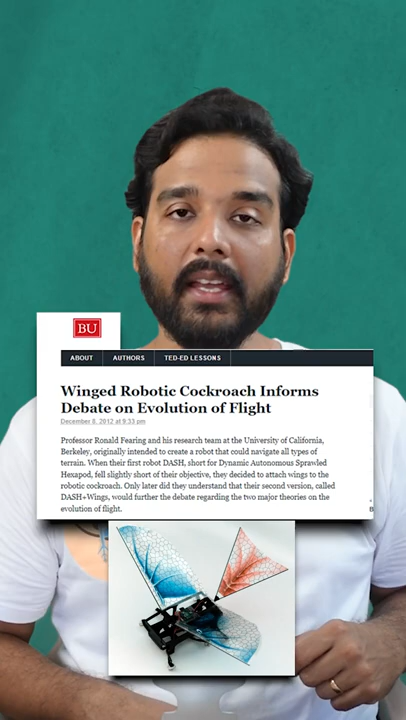 BU
ABOUT AUTHORS TED-ED LESSONS
Winged Robotic Cockroach Informs
Debate on Evolution of Flight
December 8, 2012 at 9:33 pm
Professor Ronald Fearing and his research team at the University of California,
Berkeley, originally intended to create a robot that could navigate all types of
terrain. When their first robot DASH, short for Dynamic Autonomous Sprawled
Hexapod, fell slightly short of their objective, they decided to attach wings to the
robotic cockroach. Only later did they understand that their second version, called
DASH+Wings, would further the debate regarding the two major theories on the
evolution of flight.
B